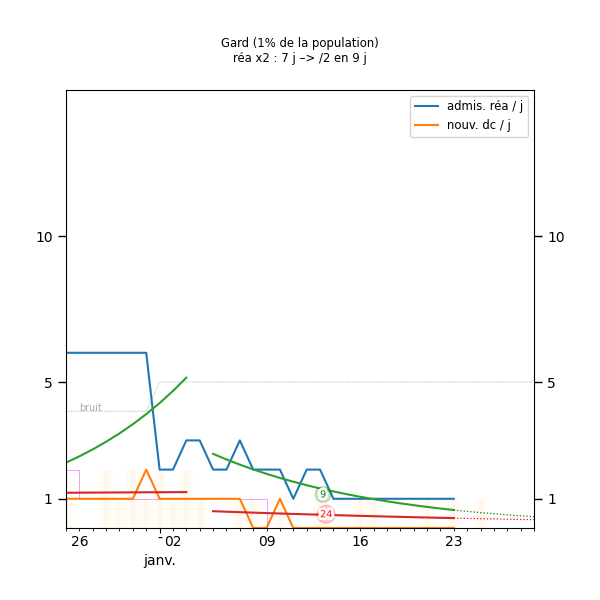 Gard (1% de la population)
réa x2 : 7 j –> /2 en 9 j
admis. réa / j
nouv. dc / j
10 10
5 5
bruit
1 1
9
24
26 02 09 16 23
janv.